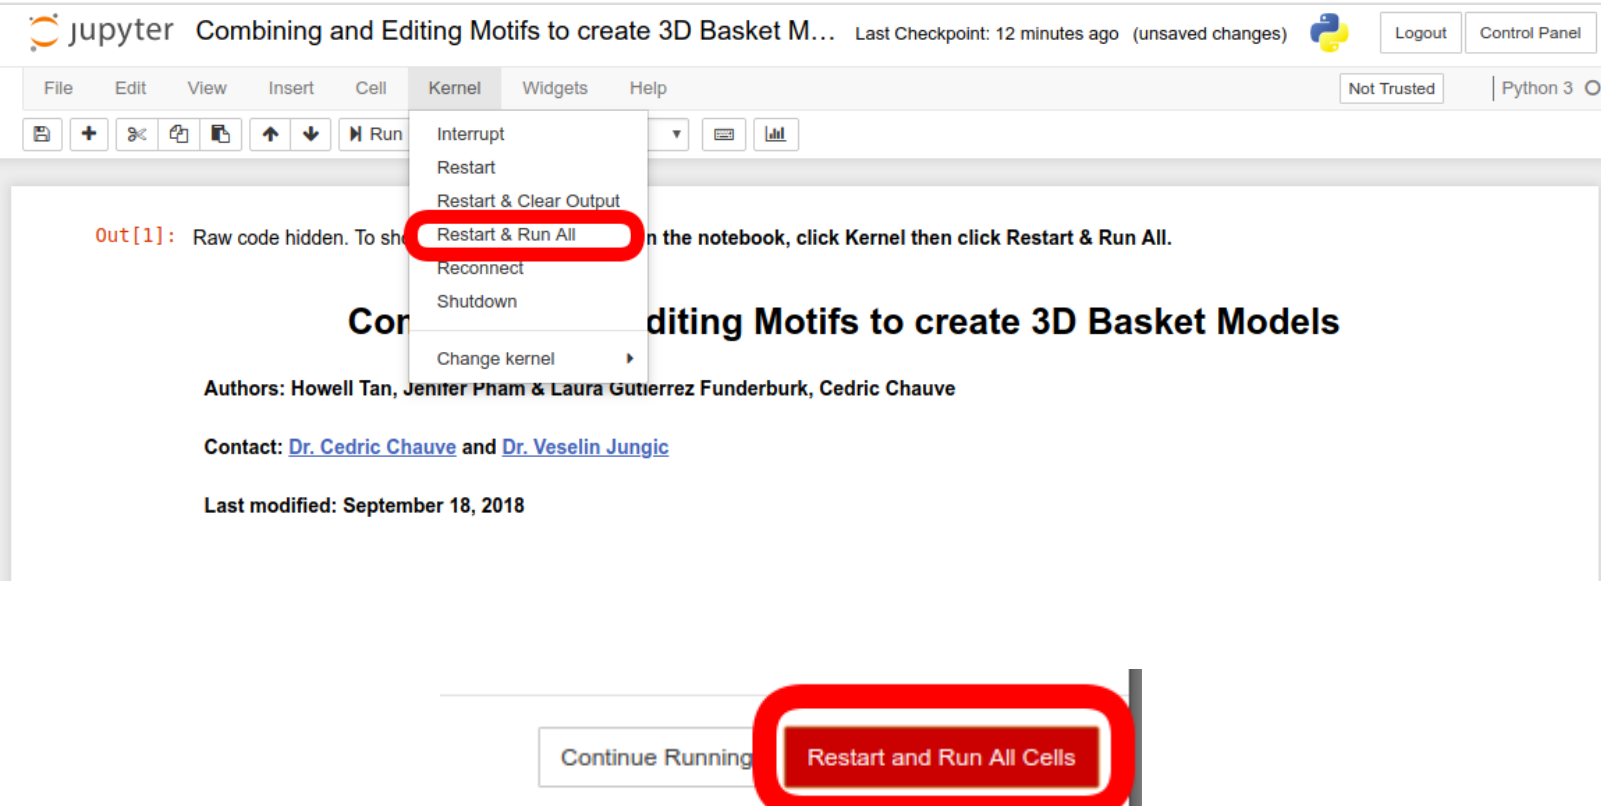 jupyter Combining and Editing Motifs to create 3D Basket M... Last Checkpoint: 12 minutes ago (unsaved changes) Logout Control Panel
File Edit View Insert Cell Kernel Widgets Help Not Trusted Python 3
Run
Interrupt
Restart
Restart & Clear Output
Restart & Run All
Reconnect
Shutdown
Change kernel
Out[1]: Raw code hidden. To sh n the notebook, click Kernel then click Restart & Run All.
Con diting Motifs to create 3D Basket Models
Authors: Howell Tan, Jenifer Pham & Laura Gutierrez Funderburk, Cedric Chauve
Contact: Dr. Cedric Chauve and Dr. Veselin Jungic
Last modified: September 18, 2018
Continue Running Restart and Run All Cells